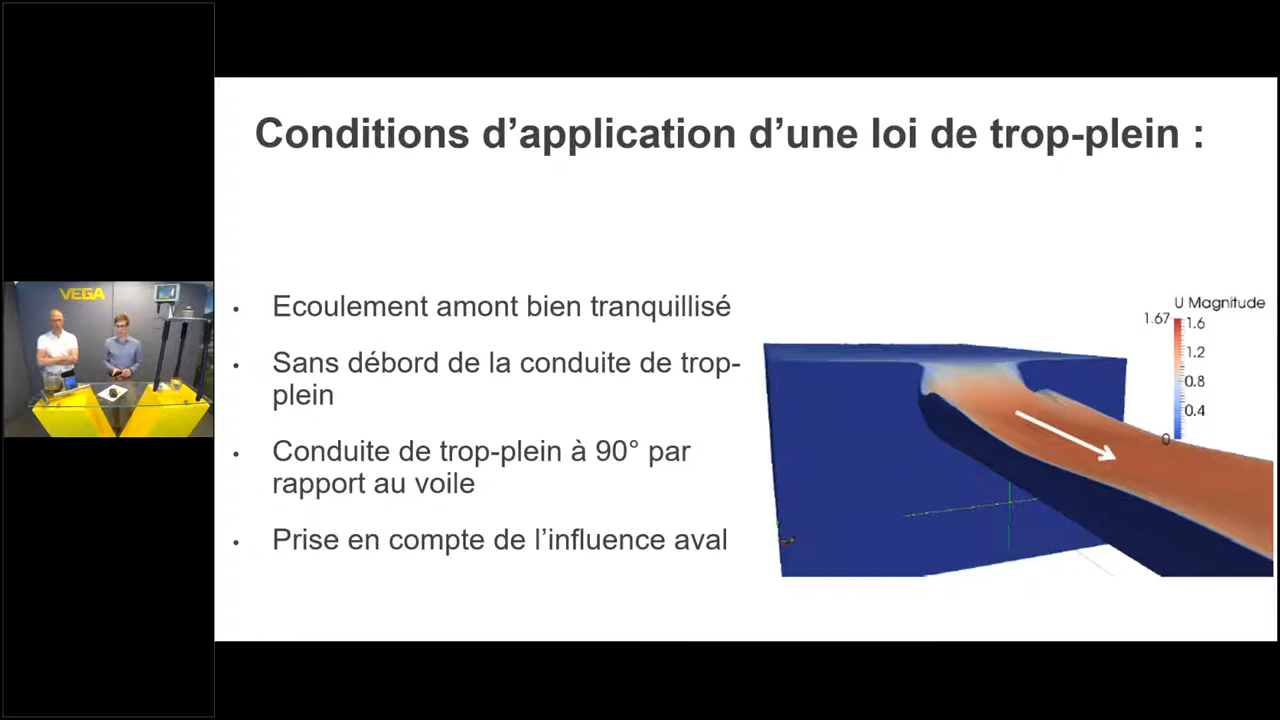 Conditions d’application d’une loi de trop-plein :
VEGA
• Ecoulement amont bien tranquillisé
• Sans débord de la conduite de trop-
plein
• Conduite de trop-plein à 90° par
rapport au voile
• Prise en compte de l’influence aval
U Magnitude
1.67
1.6
1.2
0.8
0.4
0